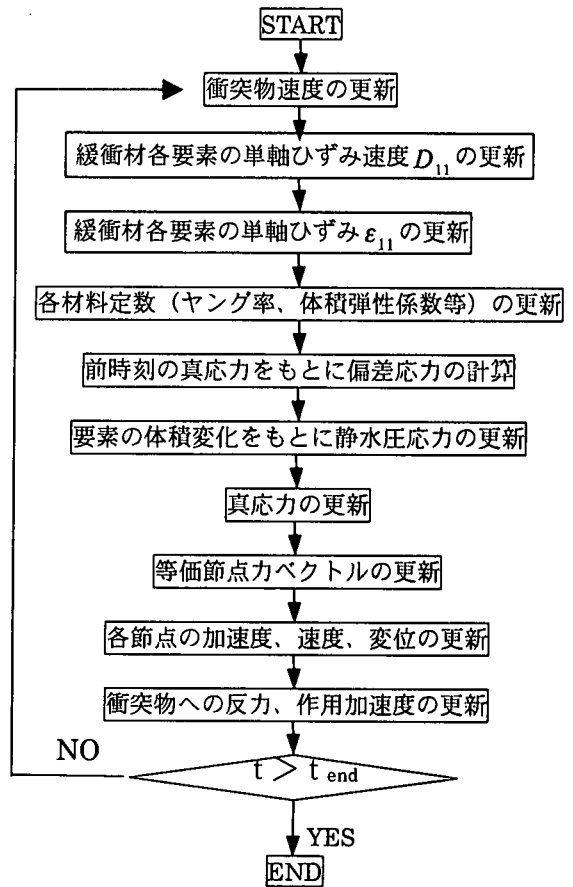 START
衝突物速度の更新
緩衝材各要素の単軸ひずみ速度D₁₁の更新
緩衝材各要素の単軸ひずみε₁₁の更新
各材料定数（ヤング率、体積弾性係数等）の更新
前時刻の真応力をもとに偏差応力の計算
要素の体積変化をもとに静水圧応力の更新
真応力の更新
等価節点力ベクトルの更新
各節点の加速度、速度、変位の更新
衝突物への反力、作用加速度の更新
NO
t > t end
YES
END